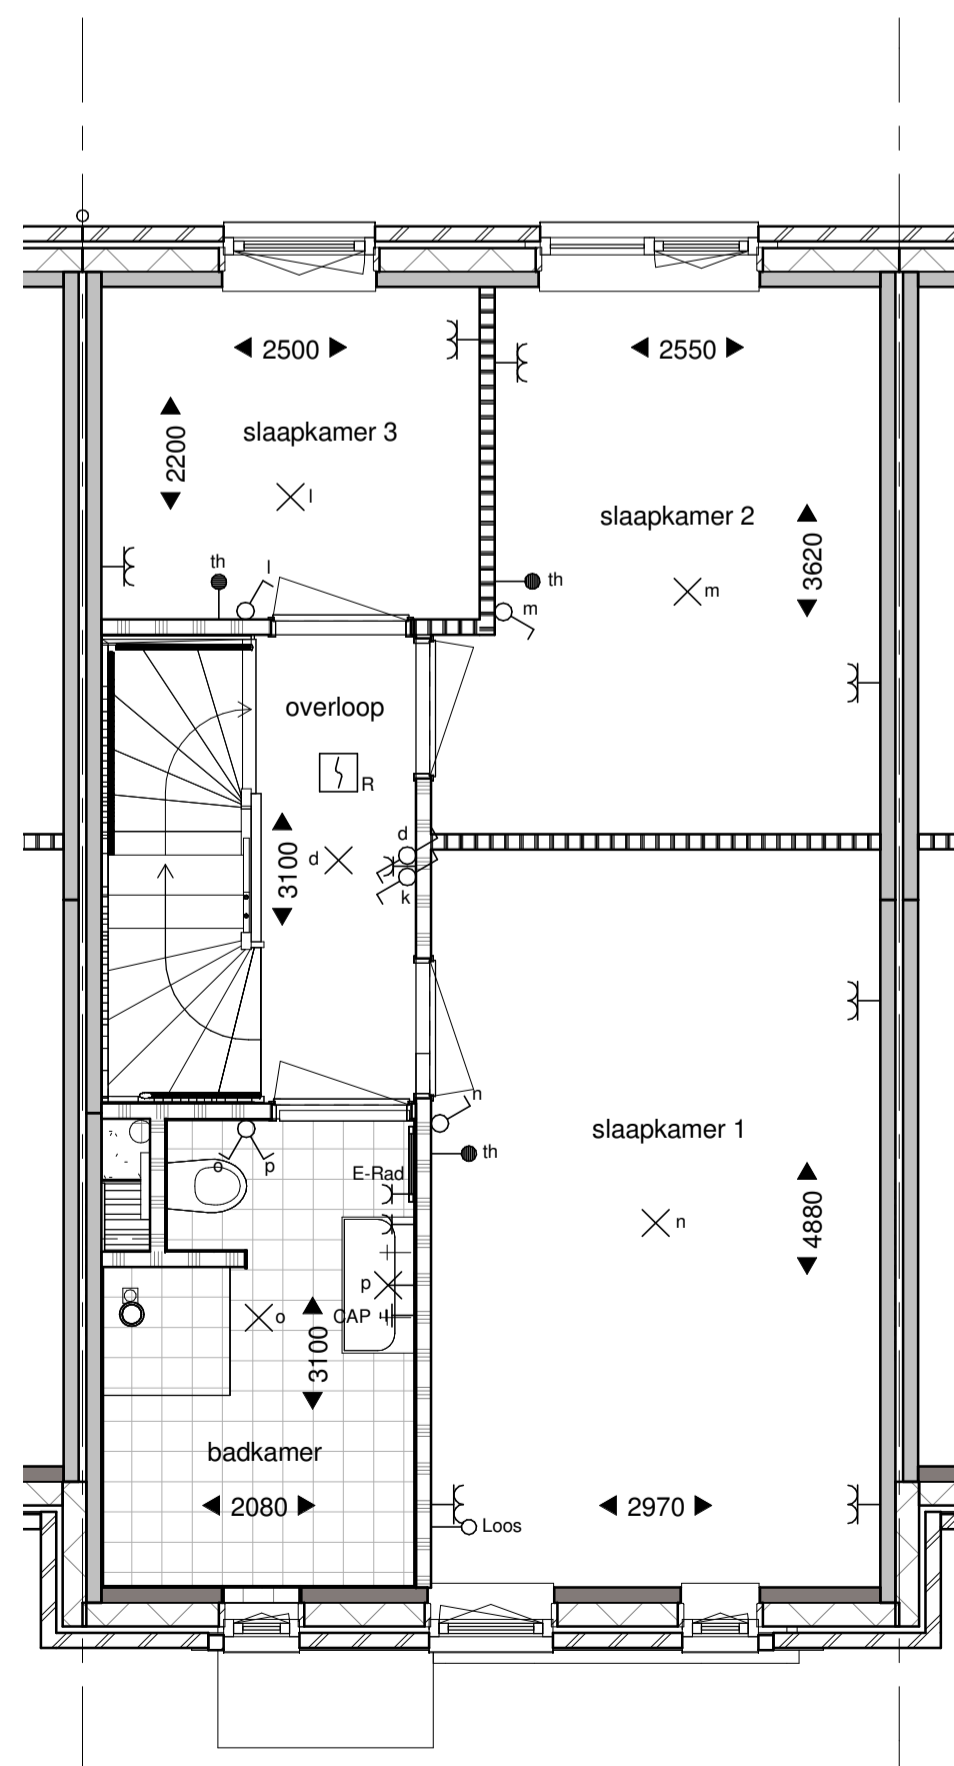 2500
2550
slaapkamer 3
2200
l
slaapkamer 2
3620
th
l
th
m
m
overloop
R
d
d
3100
k
n
slaapkamer 1
th
o
p
E-Rad
4880
n
p
o
CAP
3100
badkamer
2080
2970
Loos